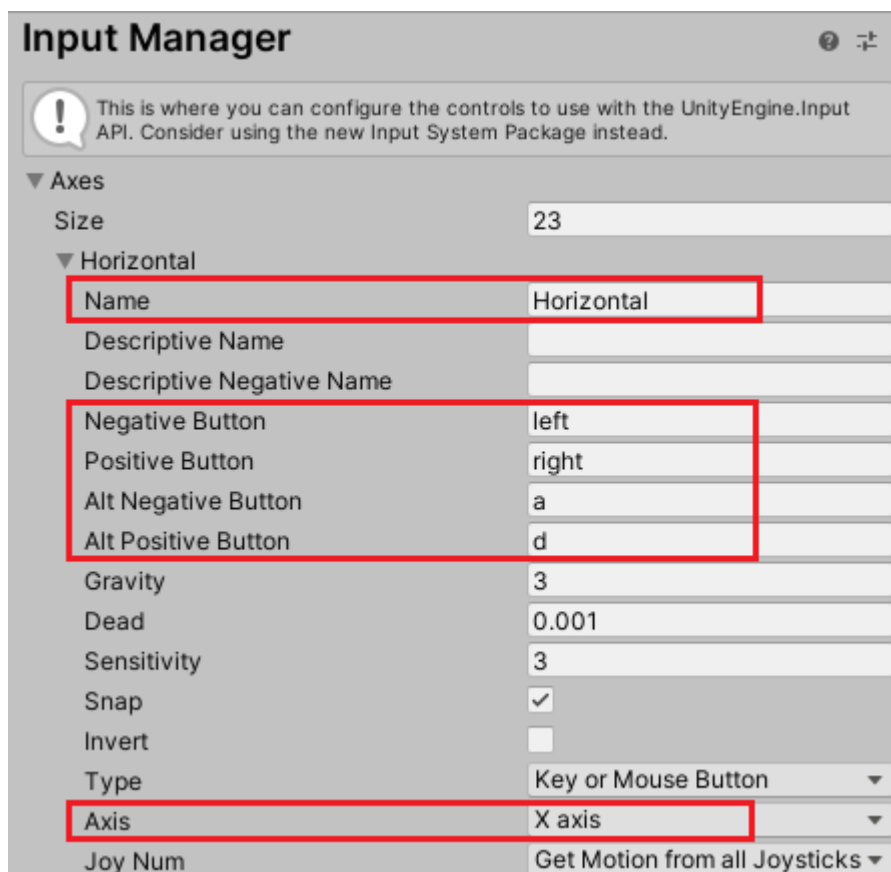 Input Manager
This is where you can configure the controls to use with the UnityEngine.Input
API. Consider using the new Input System Package instead.
Axes
Size 23
Horizontal
Name Horizontal
Descriptive Name
Descriptive Negative Name
Negative Button left
Positive Button right
Alt Negative Button a
Alt Positive Button d
Gravity 3
Dead 0.001
Sensitivity 3
Snap
Invert
Type Key or Mouse Button
Axis X axis
Joy Num Get Motion from all Joysticks